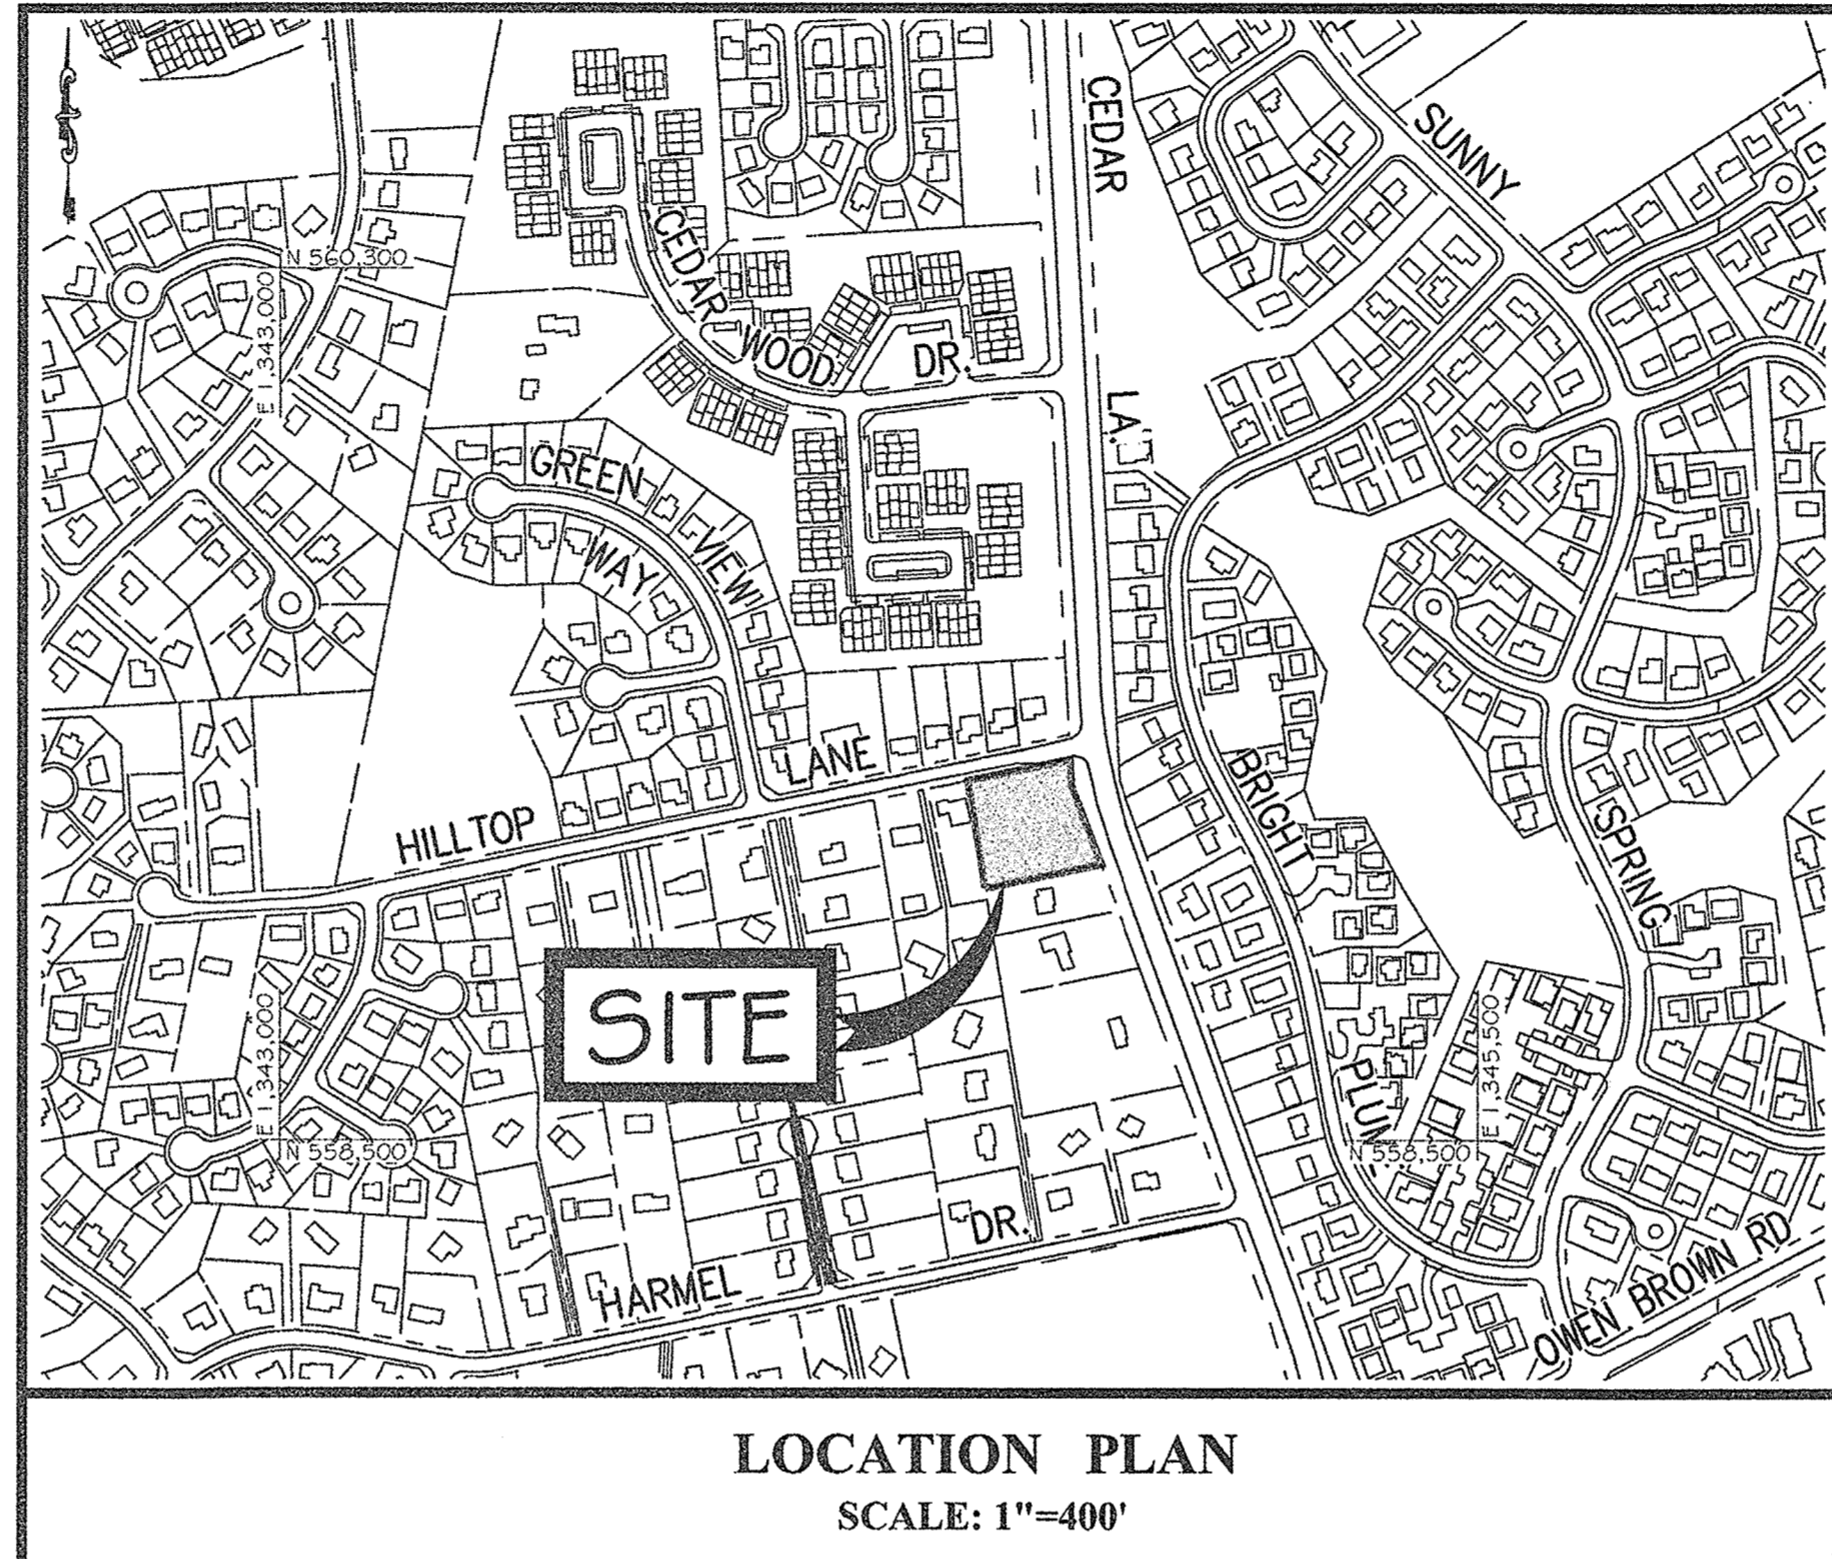 CEDAR
LA.
SUNNY
SPRING
CEDAR WOOD DR.
GREEN VIEW
WAY
N 560,300
E 1,343,000
HILLTOP LANE
BRIGHT
PLUM
SITE
E 1,343,000
N 558,500
E 1,345,500
N 558,500
HARMEL DR.
OWEN BROWN RD
LOCATION PLAN
SCALE: 1"=400'